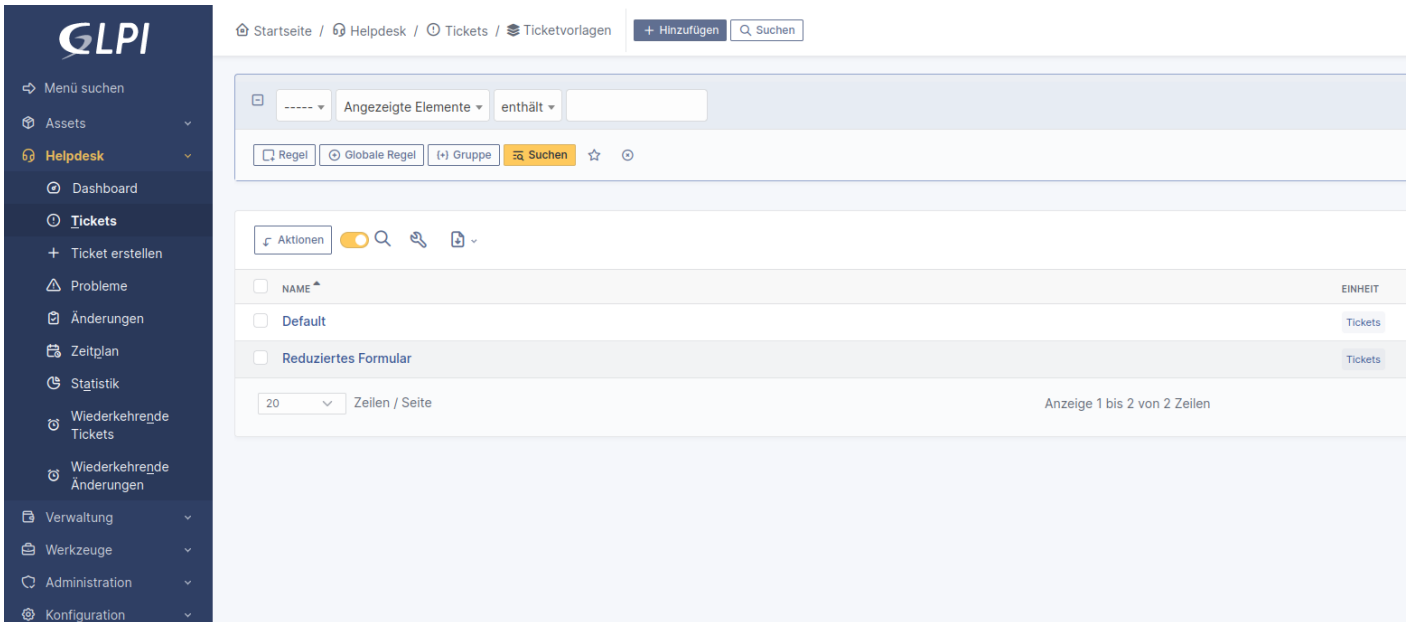 GLPI
Startseite / Helpdesk / Tickets / Ticketvorlagen + Hinzufügen Suchen
Menü suchen
Assets
Helpdesk
Dashboard
Tickets
+ Ticket erstellen
Probleme
Änderungen
Zeitplan
Statistik
Wiederkehrende
Tickets
Wiederkehrende
Änderungen
Verwaltung
Werkzeuge
Administration
Konfiguration
----- Angezeigte Elemente enthält
Regel Globale Regel Gruppe Suchen
Aktionen
NAME EINHEIT
Default Tickets
Reduziertes Formular Tickets
20 Zeilen / Seite Anzeige 1 bis 2 von 2 Zeilen